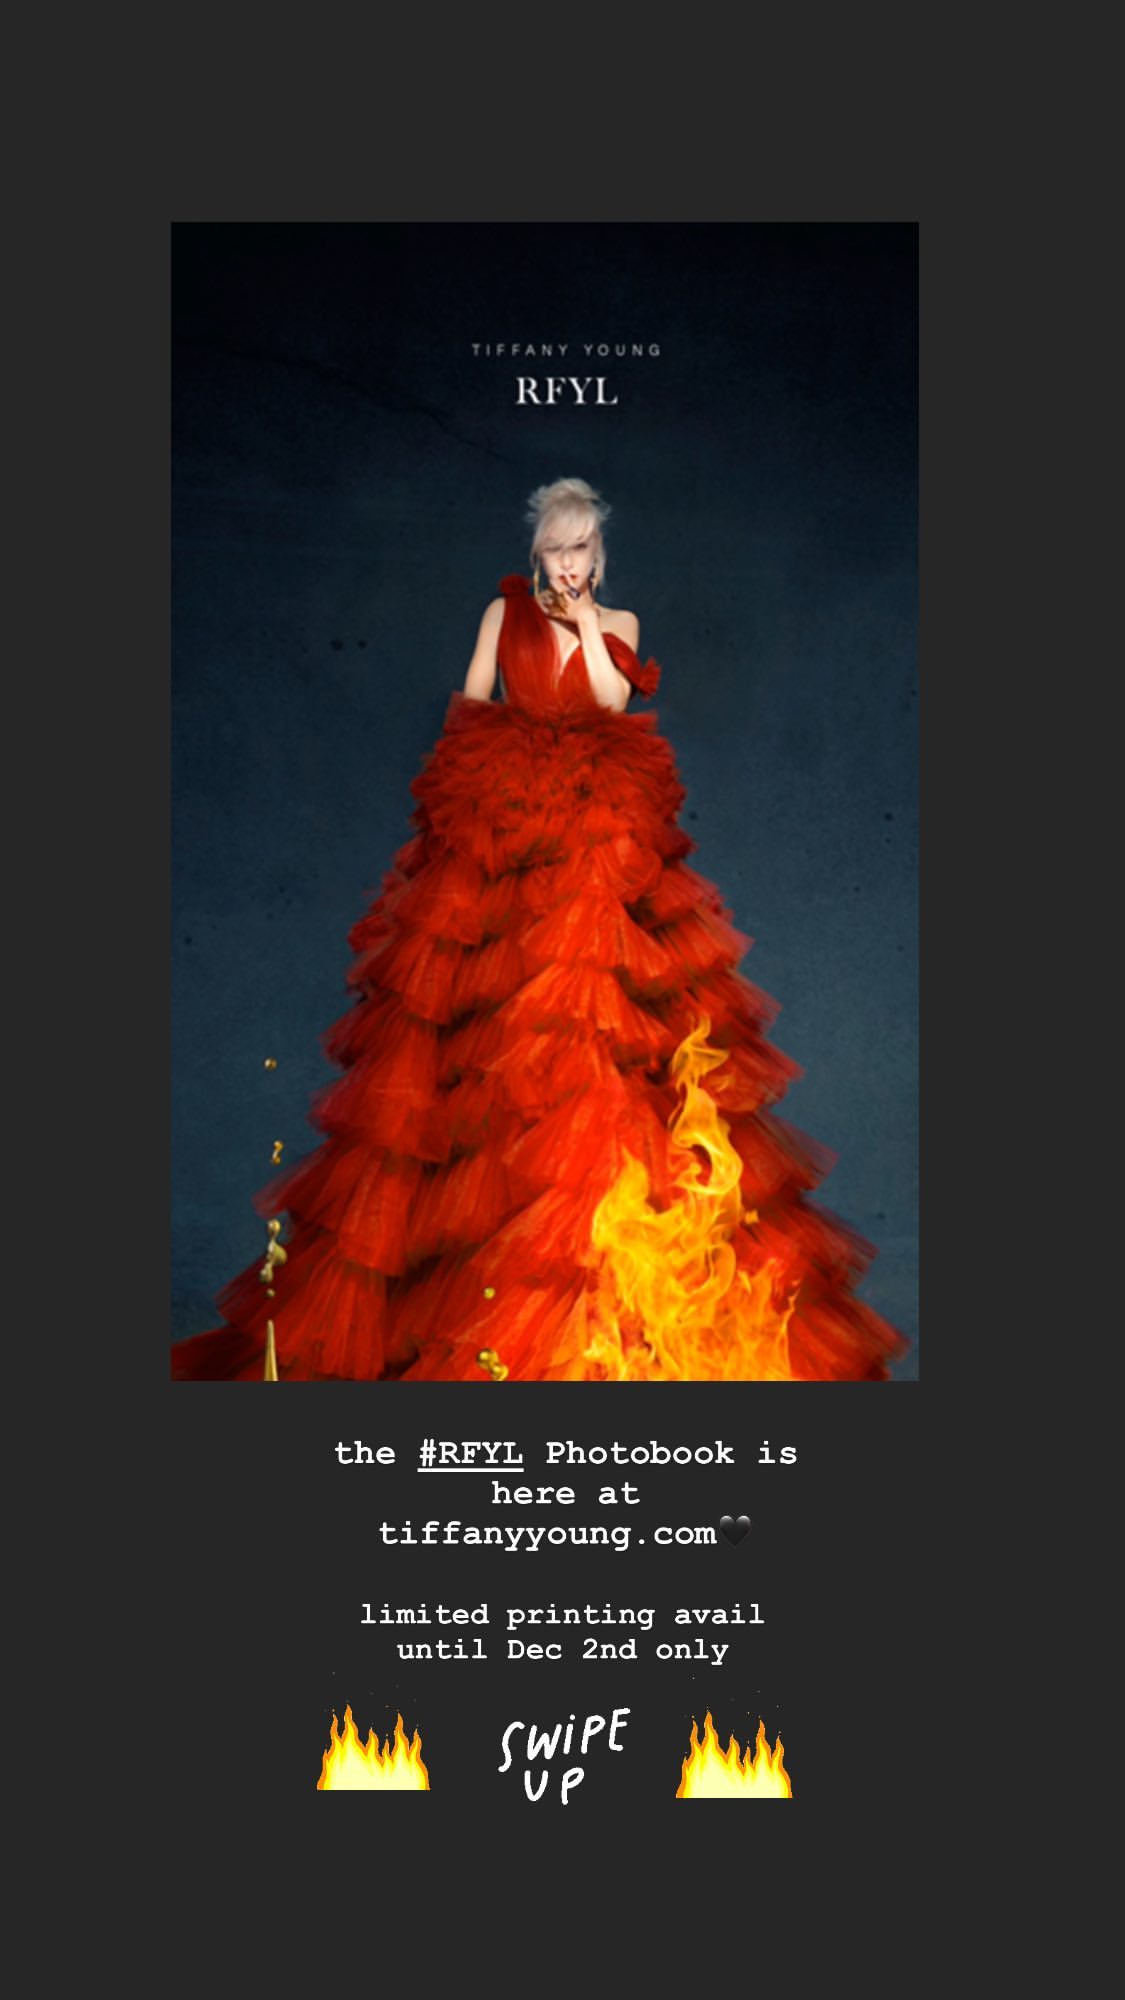 TIFFANY YOUNG
RFYL
the #RFYL Photobook is
here at
tiffanyyoung.com🖤
limited printing avail
until Dec 2nd only
SWiPE
UP